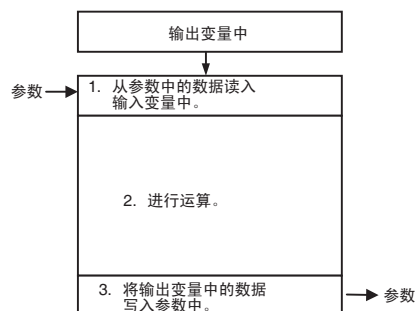 输出变量中
参数
1. 从参数中的数据读入
输入变量中。
2. 进行运算。
3. 将输出变量中的数据
写入参数中。
参数